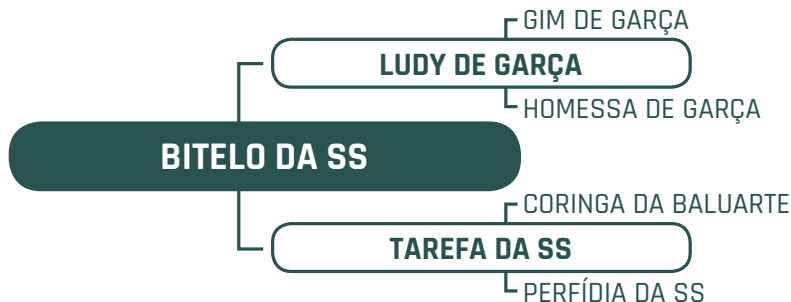 GIM DE GARÇA
LUDY DE GARÇA
HOMESSA DE GARÇA
BITELO DA SS
CORINGA DA BALUARTE
TAREFA DA SS
PERFÍDIA DA SS